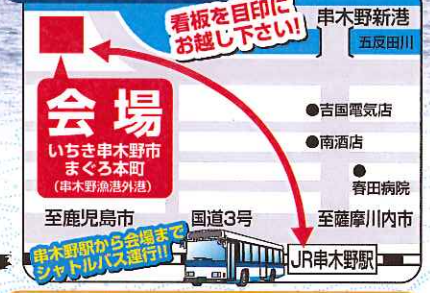 看板を目印に
お越し下さい!
串木野新港
五反田川
会場
いちき串木野市
まぐろ本町
(串木野漁港外港)
●吉国電気店
●南酒店
●
春田病院
至鹿児島市
国道3号
至薩摩川内市
串木野駅から会場まで
シャトルバス運行!!
JR串木野駅